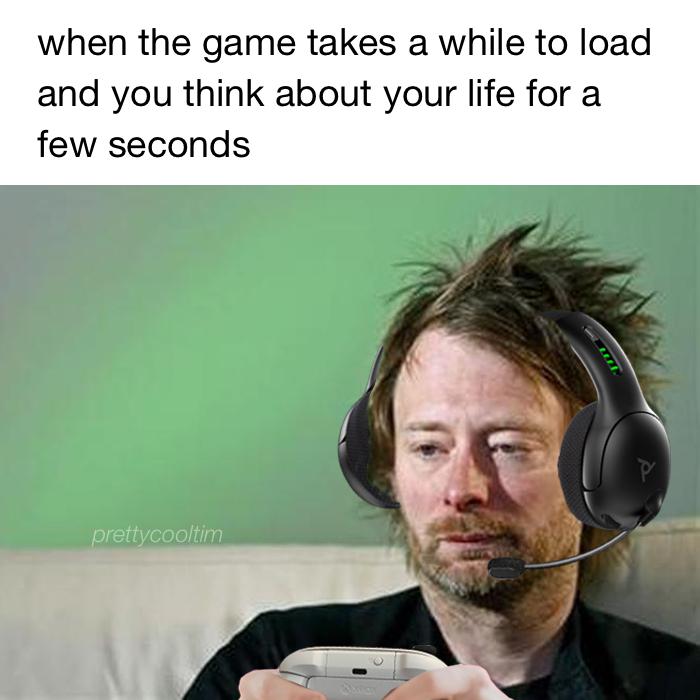 when the game takes a while to load
and you think about your life for a
few seconds
prettycooltim